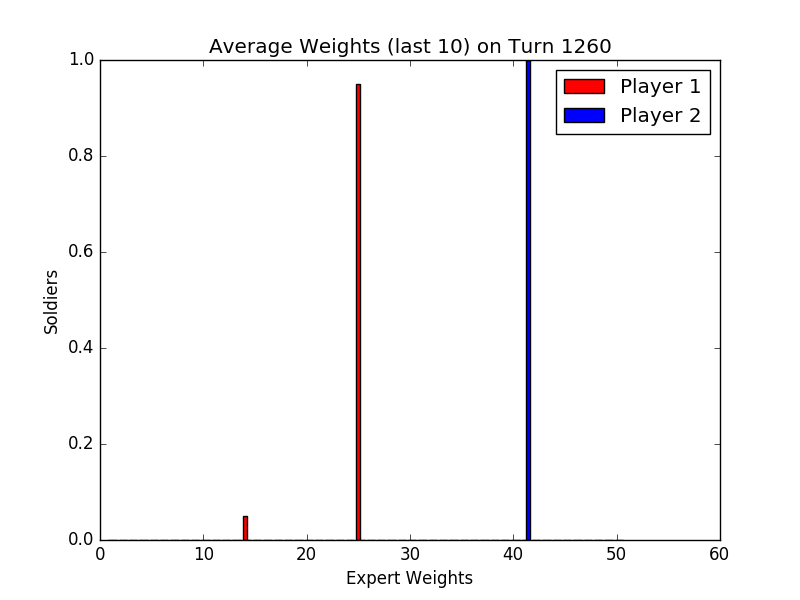 Average Weights (last 10) on Turn 1260
1.0
0.8
0.6
0.4
0.2
0.0
Soldiers
Player 1
Player 2
0 10 20 30 40 50 60
Expert Weights